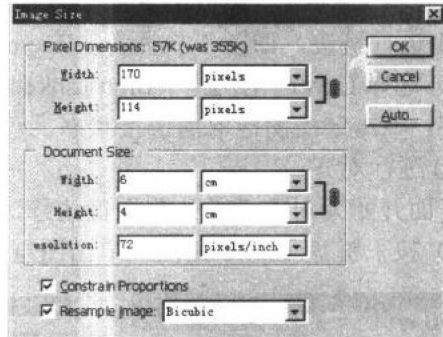 Image Size
Pixel Dimensions: 57K (was 355K)
Width: 170 pixels
Height: 114 pixels
OK
Cancel
Auto...
Document Size:
Width: 6 cm
Height: 4 cm
esolution: 72 pixels/inch
Constrain Proportions
Resample Image: Bicubic